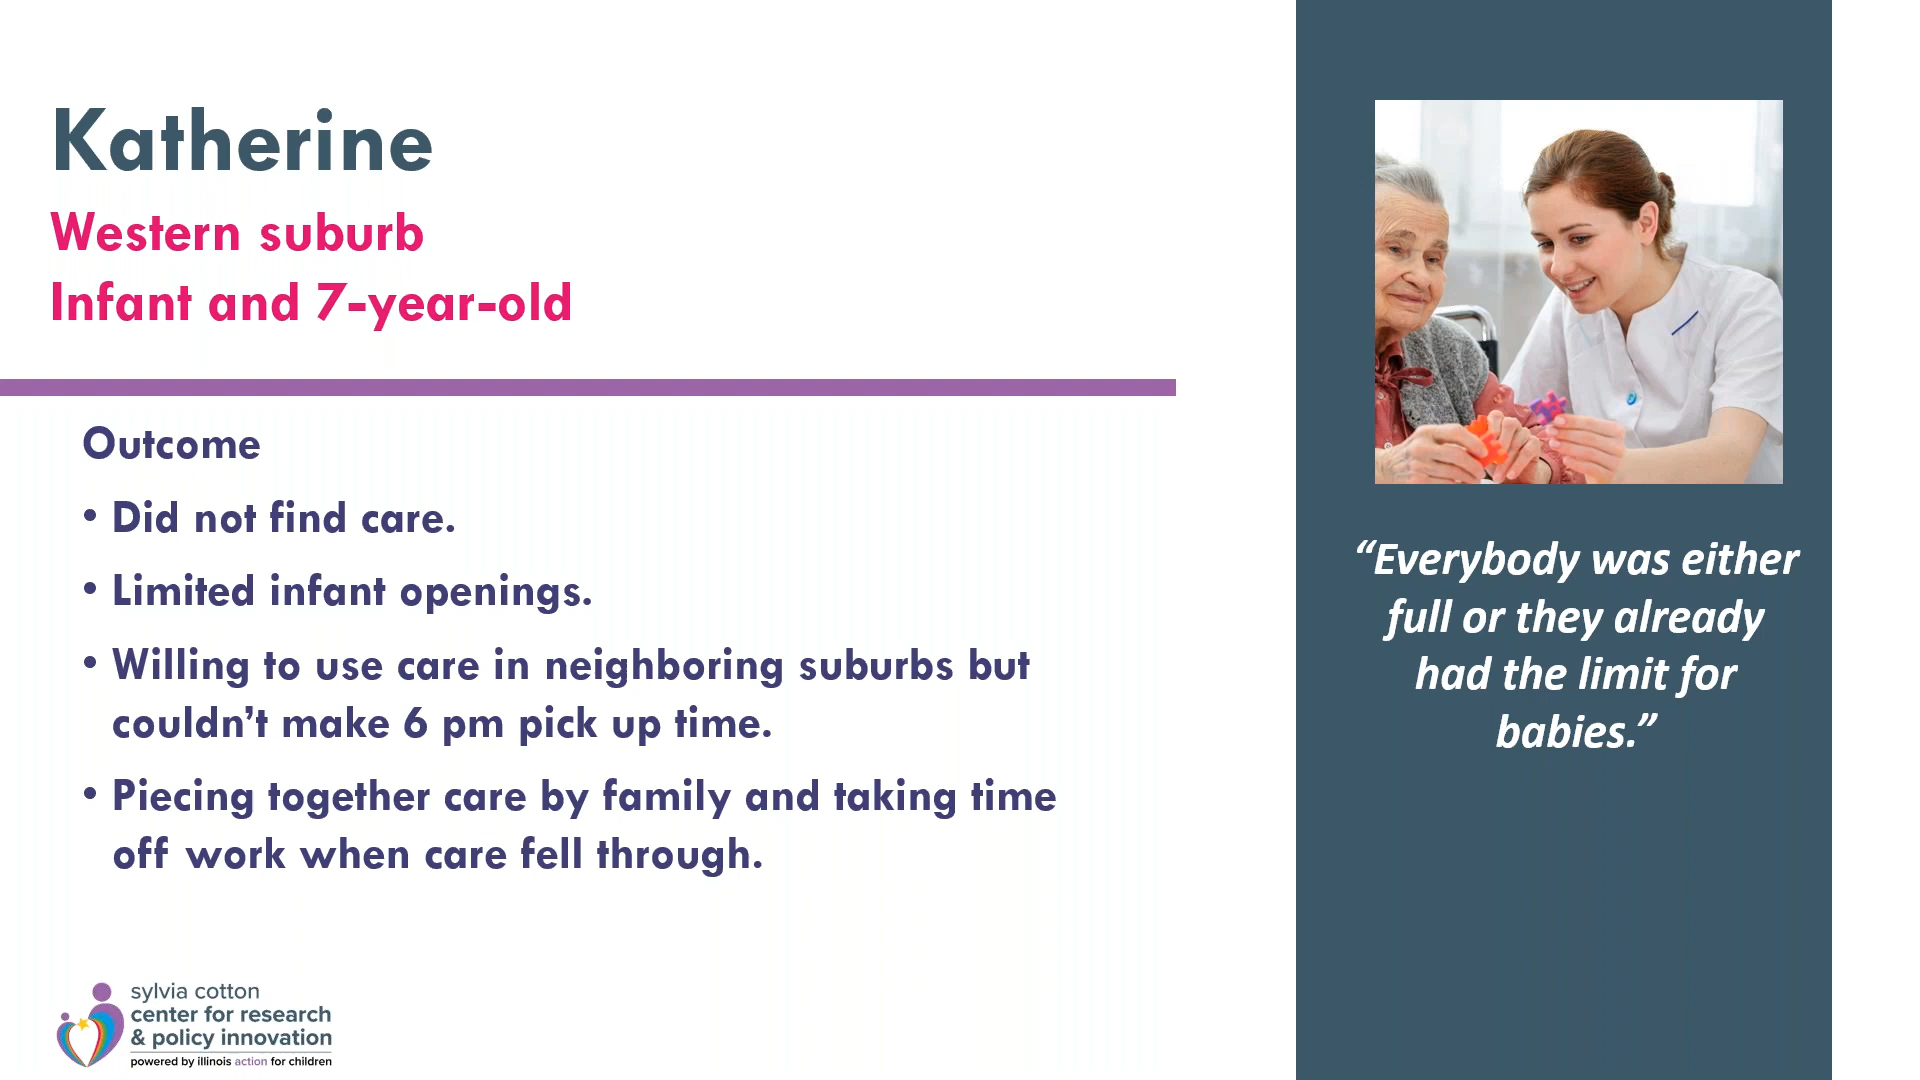 Katherine
Western suburb
Infant and 7-year-old
Outcome
• Did not find care.
• Limited infant openings.
• Willing to use care in neighboring suburbs but
couldn’t make 6 pm pick up time.
• Piecing together care by family and taking time
off work when care fell through.
“Everybody was either
full or they already
had the limit for
babies.”
sylvia cotton
center for research
& policy innovation
powered by illinois action for children